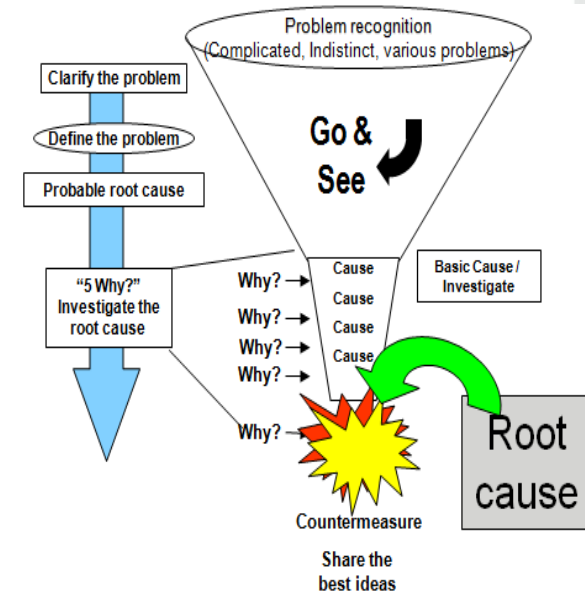 Problem recognition
(Complicated, Indistinct, various problems)
Clarify the problem
Define the problem
Probable root cause
"5 Why?"
Investigate the
root cause
Go &
See
Basic Cause /
Investigate
Why?
Cause
Why?
Cause
Why?
Cause
Why?
Cause
Why?
Root
cause
Countermeasure
Share the
best ideas